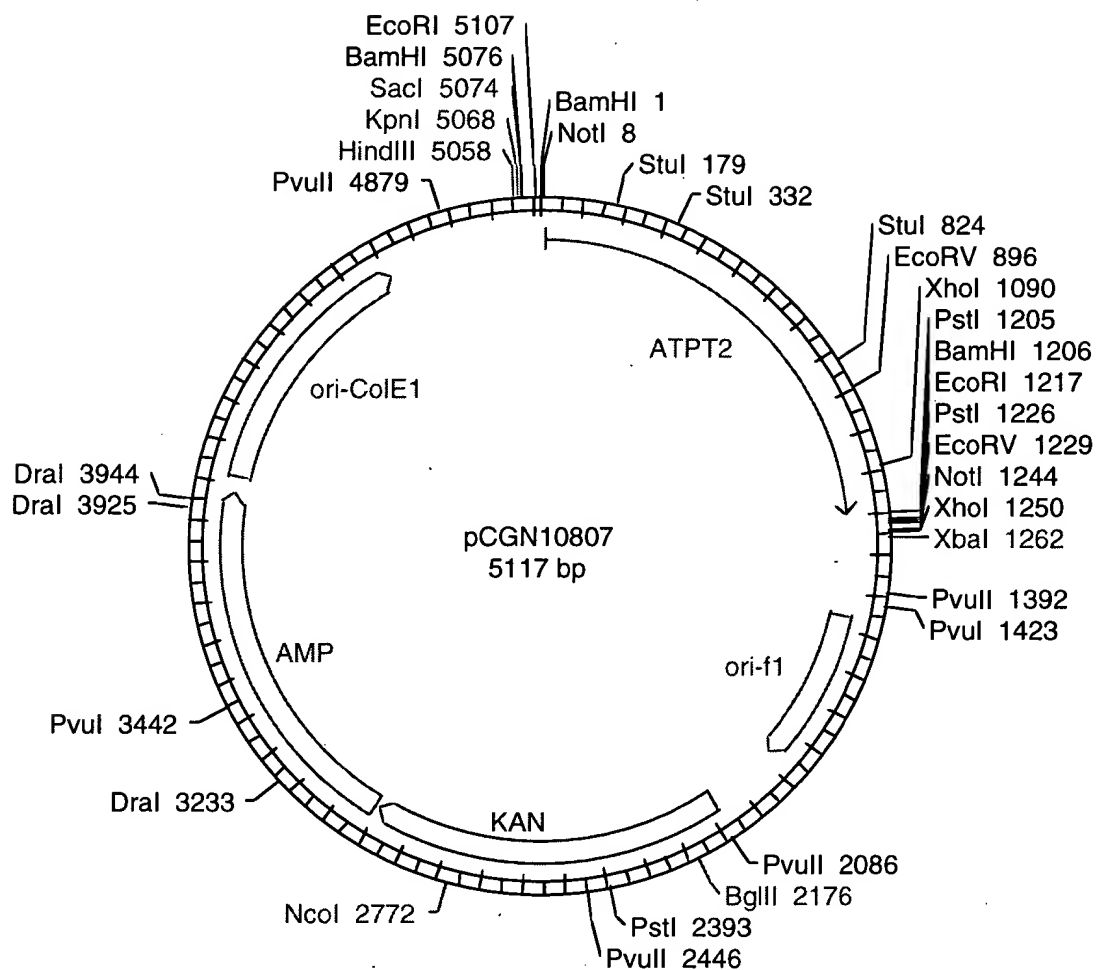 EcoRI 5107
BamHI 5076
SacI 5074
KpnI 5068
HindIII 5058
PvuII 4879
BamHI 1
NotI 8
StuI 179
StuI 332
StuI 824
EcoRV 896
XhoI 1090
PstI 1205
BamHI 1206
EcoRI 1217
PstI 1226
EcoRV 1229
NotI 1244
XhoI 1250
XbaI 1262
PvuII 1392
PvuI 1423
ATPT2
ori-ColE1
DraI 3944
DraI 3925
pCGN10807
5117 bp
AMP
ori-f1
PvuI 3442
DraI 3233
KAN
PvuII 2086
BglII 2176
NcoI 2772
PstI 2393
PvuII 2446